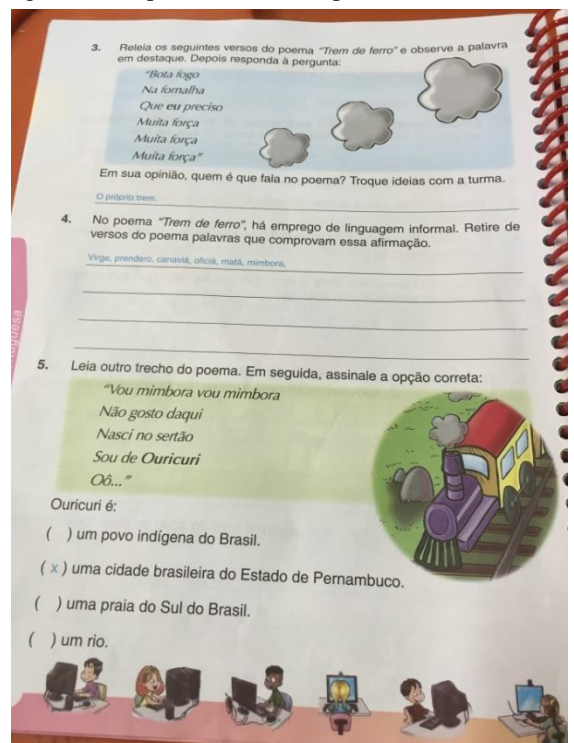 3. Releia os seguintes versos do poema "Trem de ferro" e observe a palavra
em destaque. Depois responda à pergunta:
"Bota fogo
Na fornalha
Que eu preciso
Muita força
Muita força
Muita força"
Em sua opinião, quem é que fala no poema? Troque ideias com a turma.
O próprio trem.
4. No poema "Trem de ferro", há emprego de linguagem informal. Retire de
versos do poema palavras que comprovam essa afirmação.
Virge, prendero, canaviá, oficiá, matá, mimbora,
5. Leia outro trecho do poema. Em seguida, assinale a opção correta:
"Vou mimbora vou mimbora
Não gosto daqui
Nasci no sertão
Sou de Ouricuri
Oô..."
Ouricuri é:
( ) um povo indígena do Brasil.
( x ) uma cidade brasileira do Estado de Pernambuco.
( ) uma praia do Sul do Brasil.
( ) um rio.